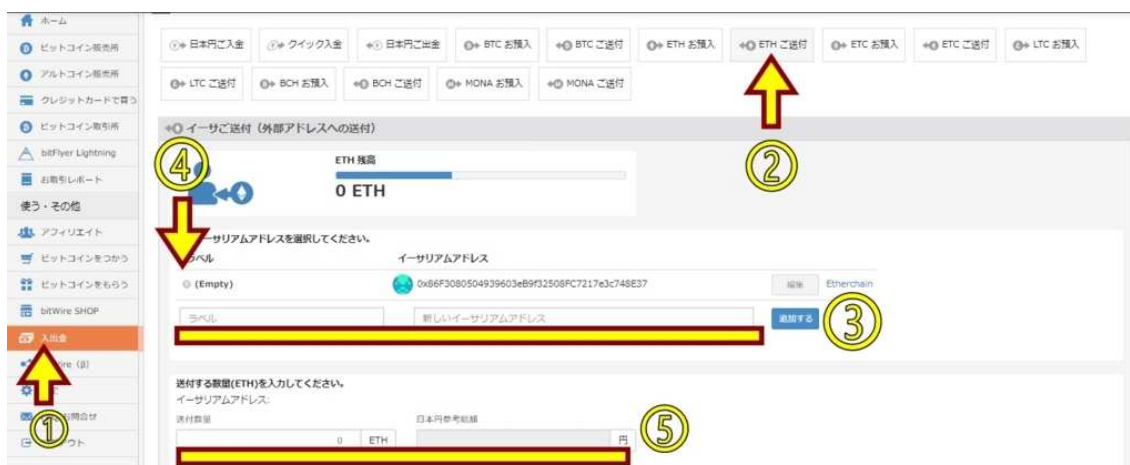 ホーム
ビットコイン販売所
アルトコイン販売所
クレジットカードで買う
ビットコイン取引所
bitFlyer Lightning
お取引レポート
使う・その他
アフィリエイト
ビットコインをつかう
ビットコインをもらう
bitWire SHOP
入出金
①
日本円ご入金 クイック入金 日本円ご出金 BTC お預入 BTC ご送付 ETH お預入 ETH ご送付 ETC お預入 ETC ご送付 LTC お預入
LTC ご送付 BCH お預入 BCH ご送付 MONA お預入 MONA ご送付
②
イーサご送付（外部アドレスへの送付）
④
ETH 残高
0 ETH
ーサリアムアドレスを選択してください。
ラベル イーサリアムアドレス
(Empty) 0x86F3080504939603eB9f32508FC7217e3c748E37 編集 Etherchain
ラベル 新しいイーサリアムアドレス 追加する ③
送付する数量(ETH)を入力してください。
イーサリアムアドレス:
送付数量 日本円参考総額
0 ETH 円 ⑤